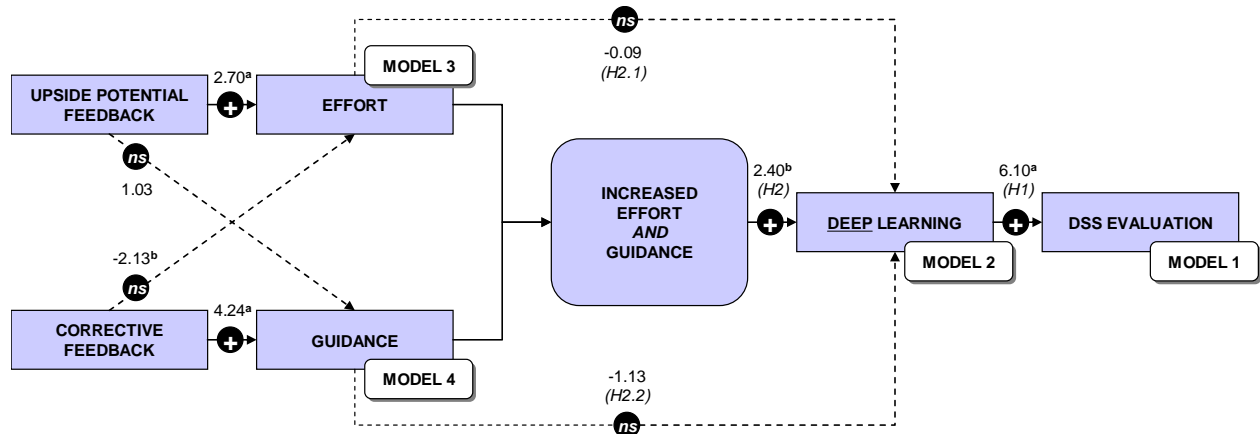 ns
-0.09
(H2.1)
MODEL 3
2.70ᵃ
UPSIDE POTENTIAL
FEEDBACK
+
EFFORT
ns
1.03
INCREASED
EFFORT
AND
GUIDANCE
2.40ᵇ
(H2)
+
DEEP LEARNING
MODEL 2
6.10ᵃ
(H1)
+
DSS EVALUATION
MODEL 1
-2.13ᵇ
ns
4.24ᵃ
CORRECTIVE
FEEDBACK
+
GUIDANCE
MODEL 4
-1.13
(H2.2)
ns